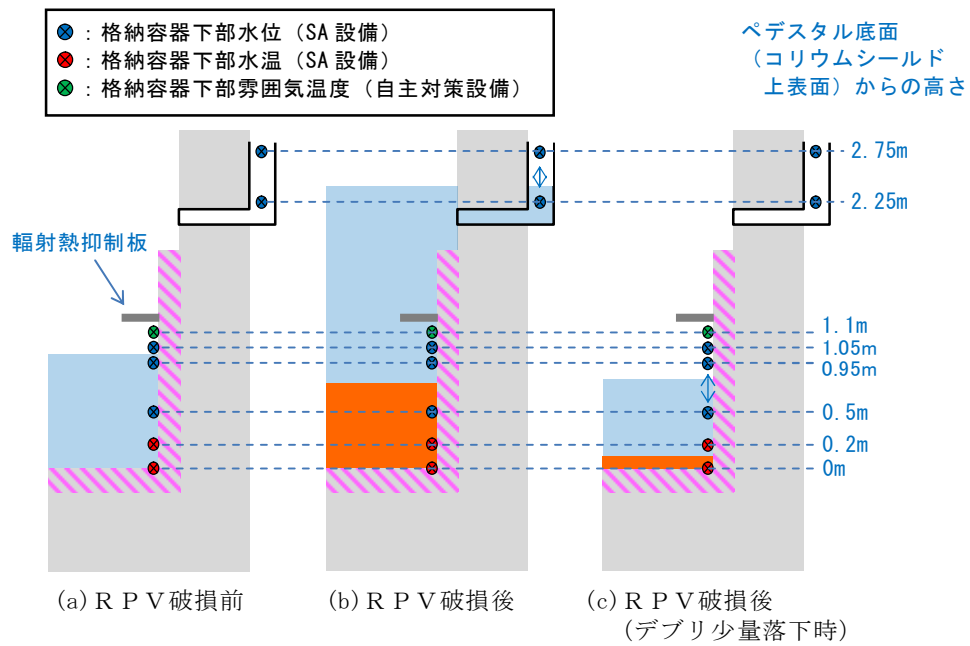 ：格納容器下部水位（SA 設備）
：格納容器下部水温（SA 設備）
：格納容器下部雰囲気温度（自主対策設備）
ペデスタル底面
（コリウムシールド
上表面）からの高さ
2.75m
2.25m
輻射熱抑制板
1.1m
1.05m
0.95m
0.5m
0.2m
0m
(a)ＲＰＶ破損前
(b)ＲＰＶ破損後
(c)ＲＰＶ破損後
(デブリ少量落下時)